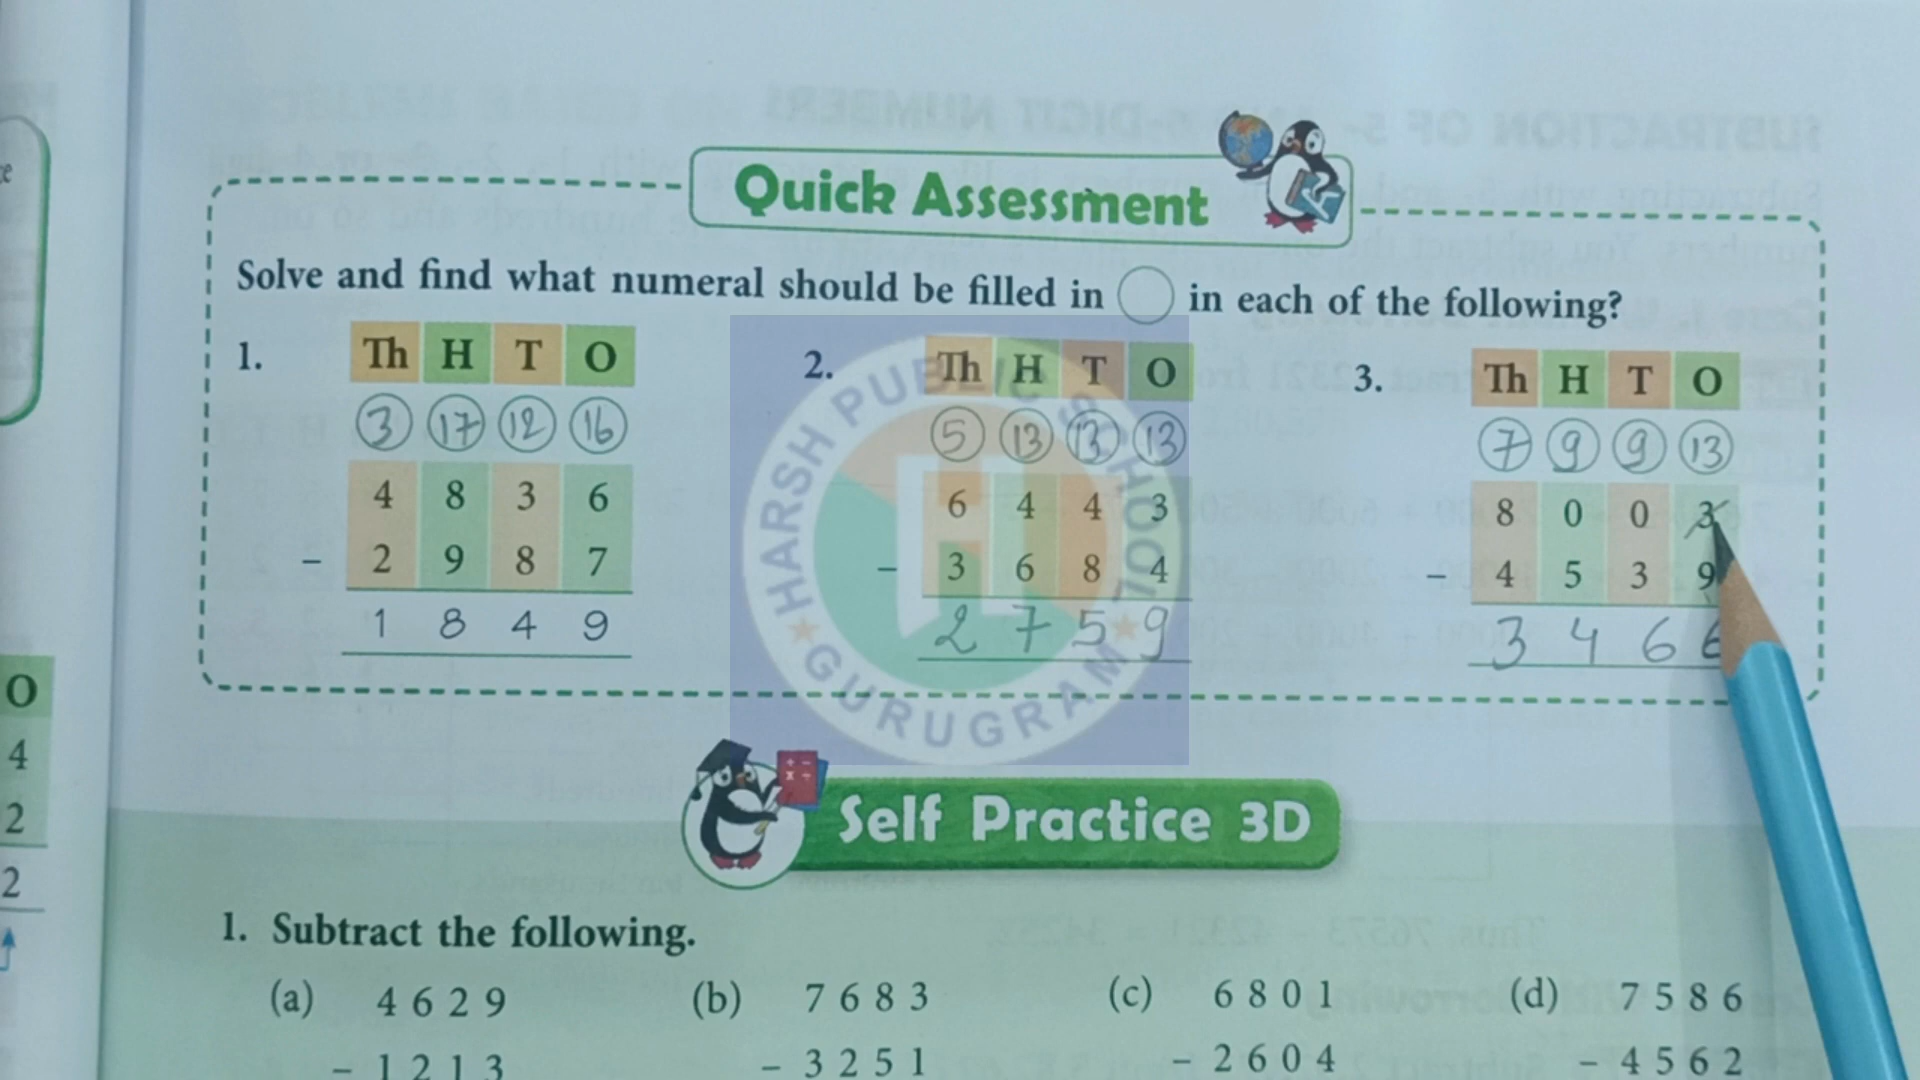 Quick Assessment
Solve and find what numeral should be filled in in each of the following?
1.
Th H T O
3 17 12 16
4 8 3 6
- 2 9 8 7
1 8 4 9
2.
Th H T O
5 13 13 13
6 4 4 3
- 3 6 8 4
2 7 5 9
3.
Th H T O
7 9 9 13
8 0 0 3
- 4 5 3 9
3 4 6
HARSH PUBLIC SCHOOL
GURUGRAM
O
4
2
2
Self Practice 3D
1. Subtract the following.
(a) 4 6 2 9
- 1 2 1 3
(b) 7 6 8 3
- 3 2 5 1
(c) 6 8 0 1
- 2 6 0 4
(d) 7 5 8 6
- 4 5 6 2